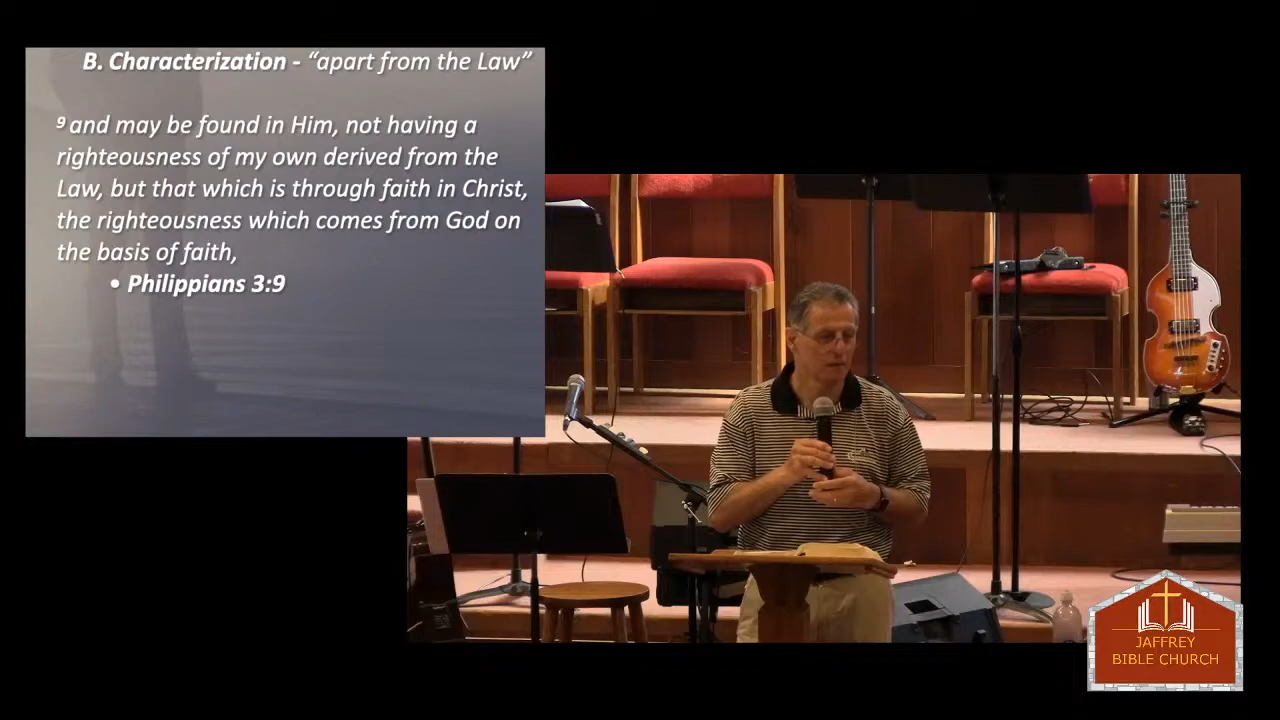 B. Characterization - “apart from the Law”
9 and may be found in Him, not having a
righteousness of my own derived from the
Law, but that which is through faith in Christ,
the righteousness which comes from God on
the basis of faith,
• Philippians 3:9
JAFFREY
BIBLE CHURCH